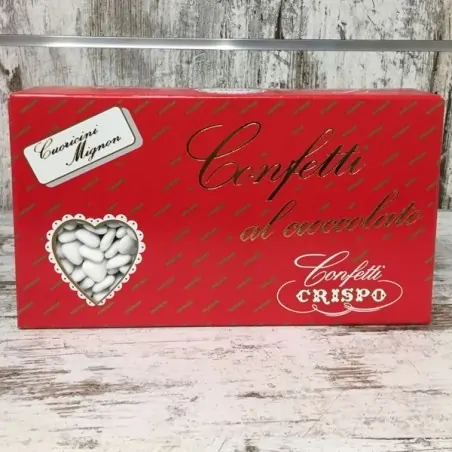 Cuoricini
Mignon
Confetti
al cioccolato
Confetti
CRISPO